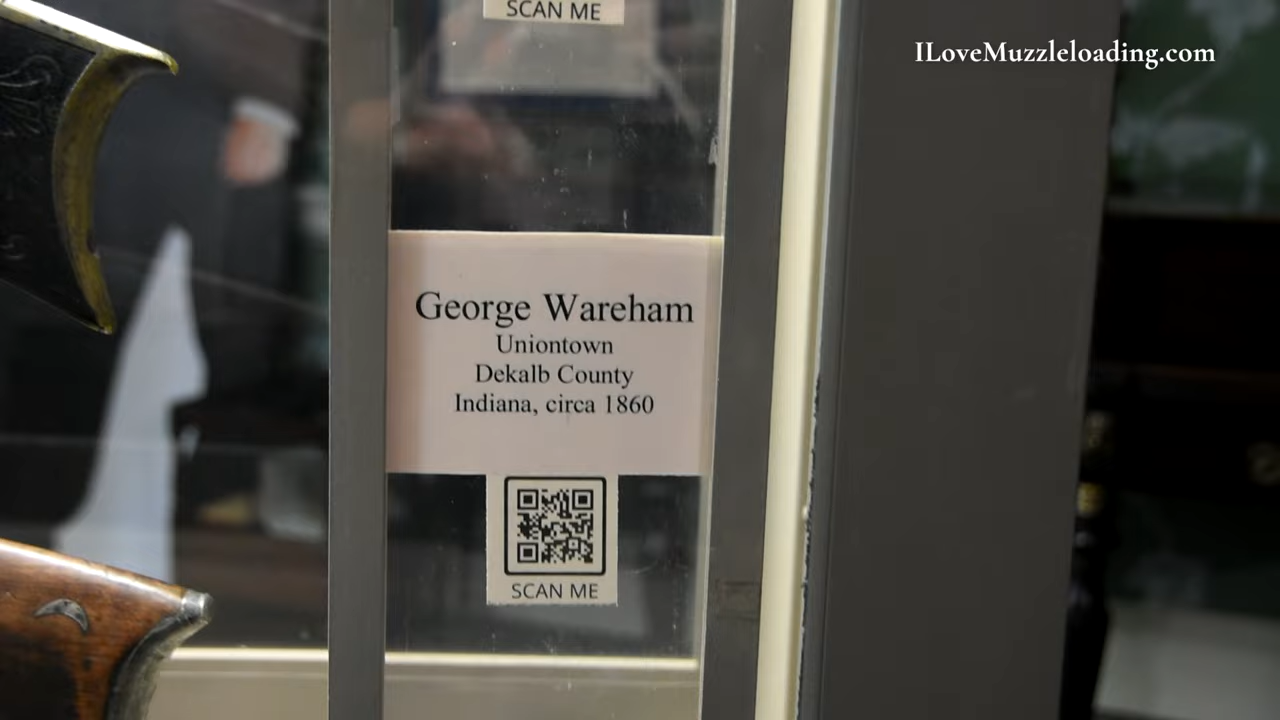 SCAN ME
ILoveMuzzleloading.com
George Wareham
Uniontown
Dekalb County
Indiana, circa 1860
SCAN ME